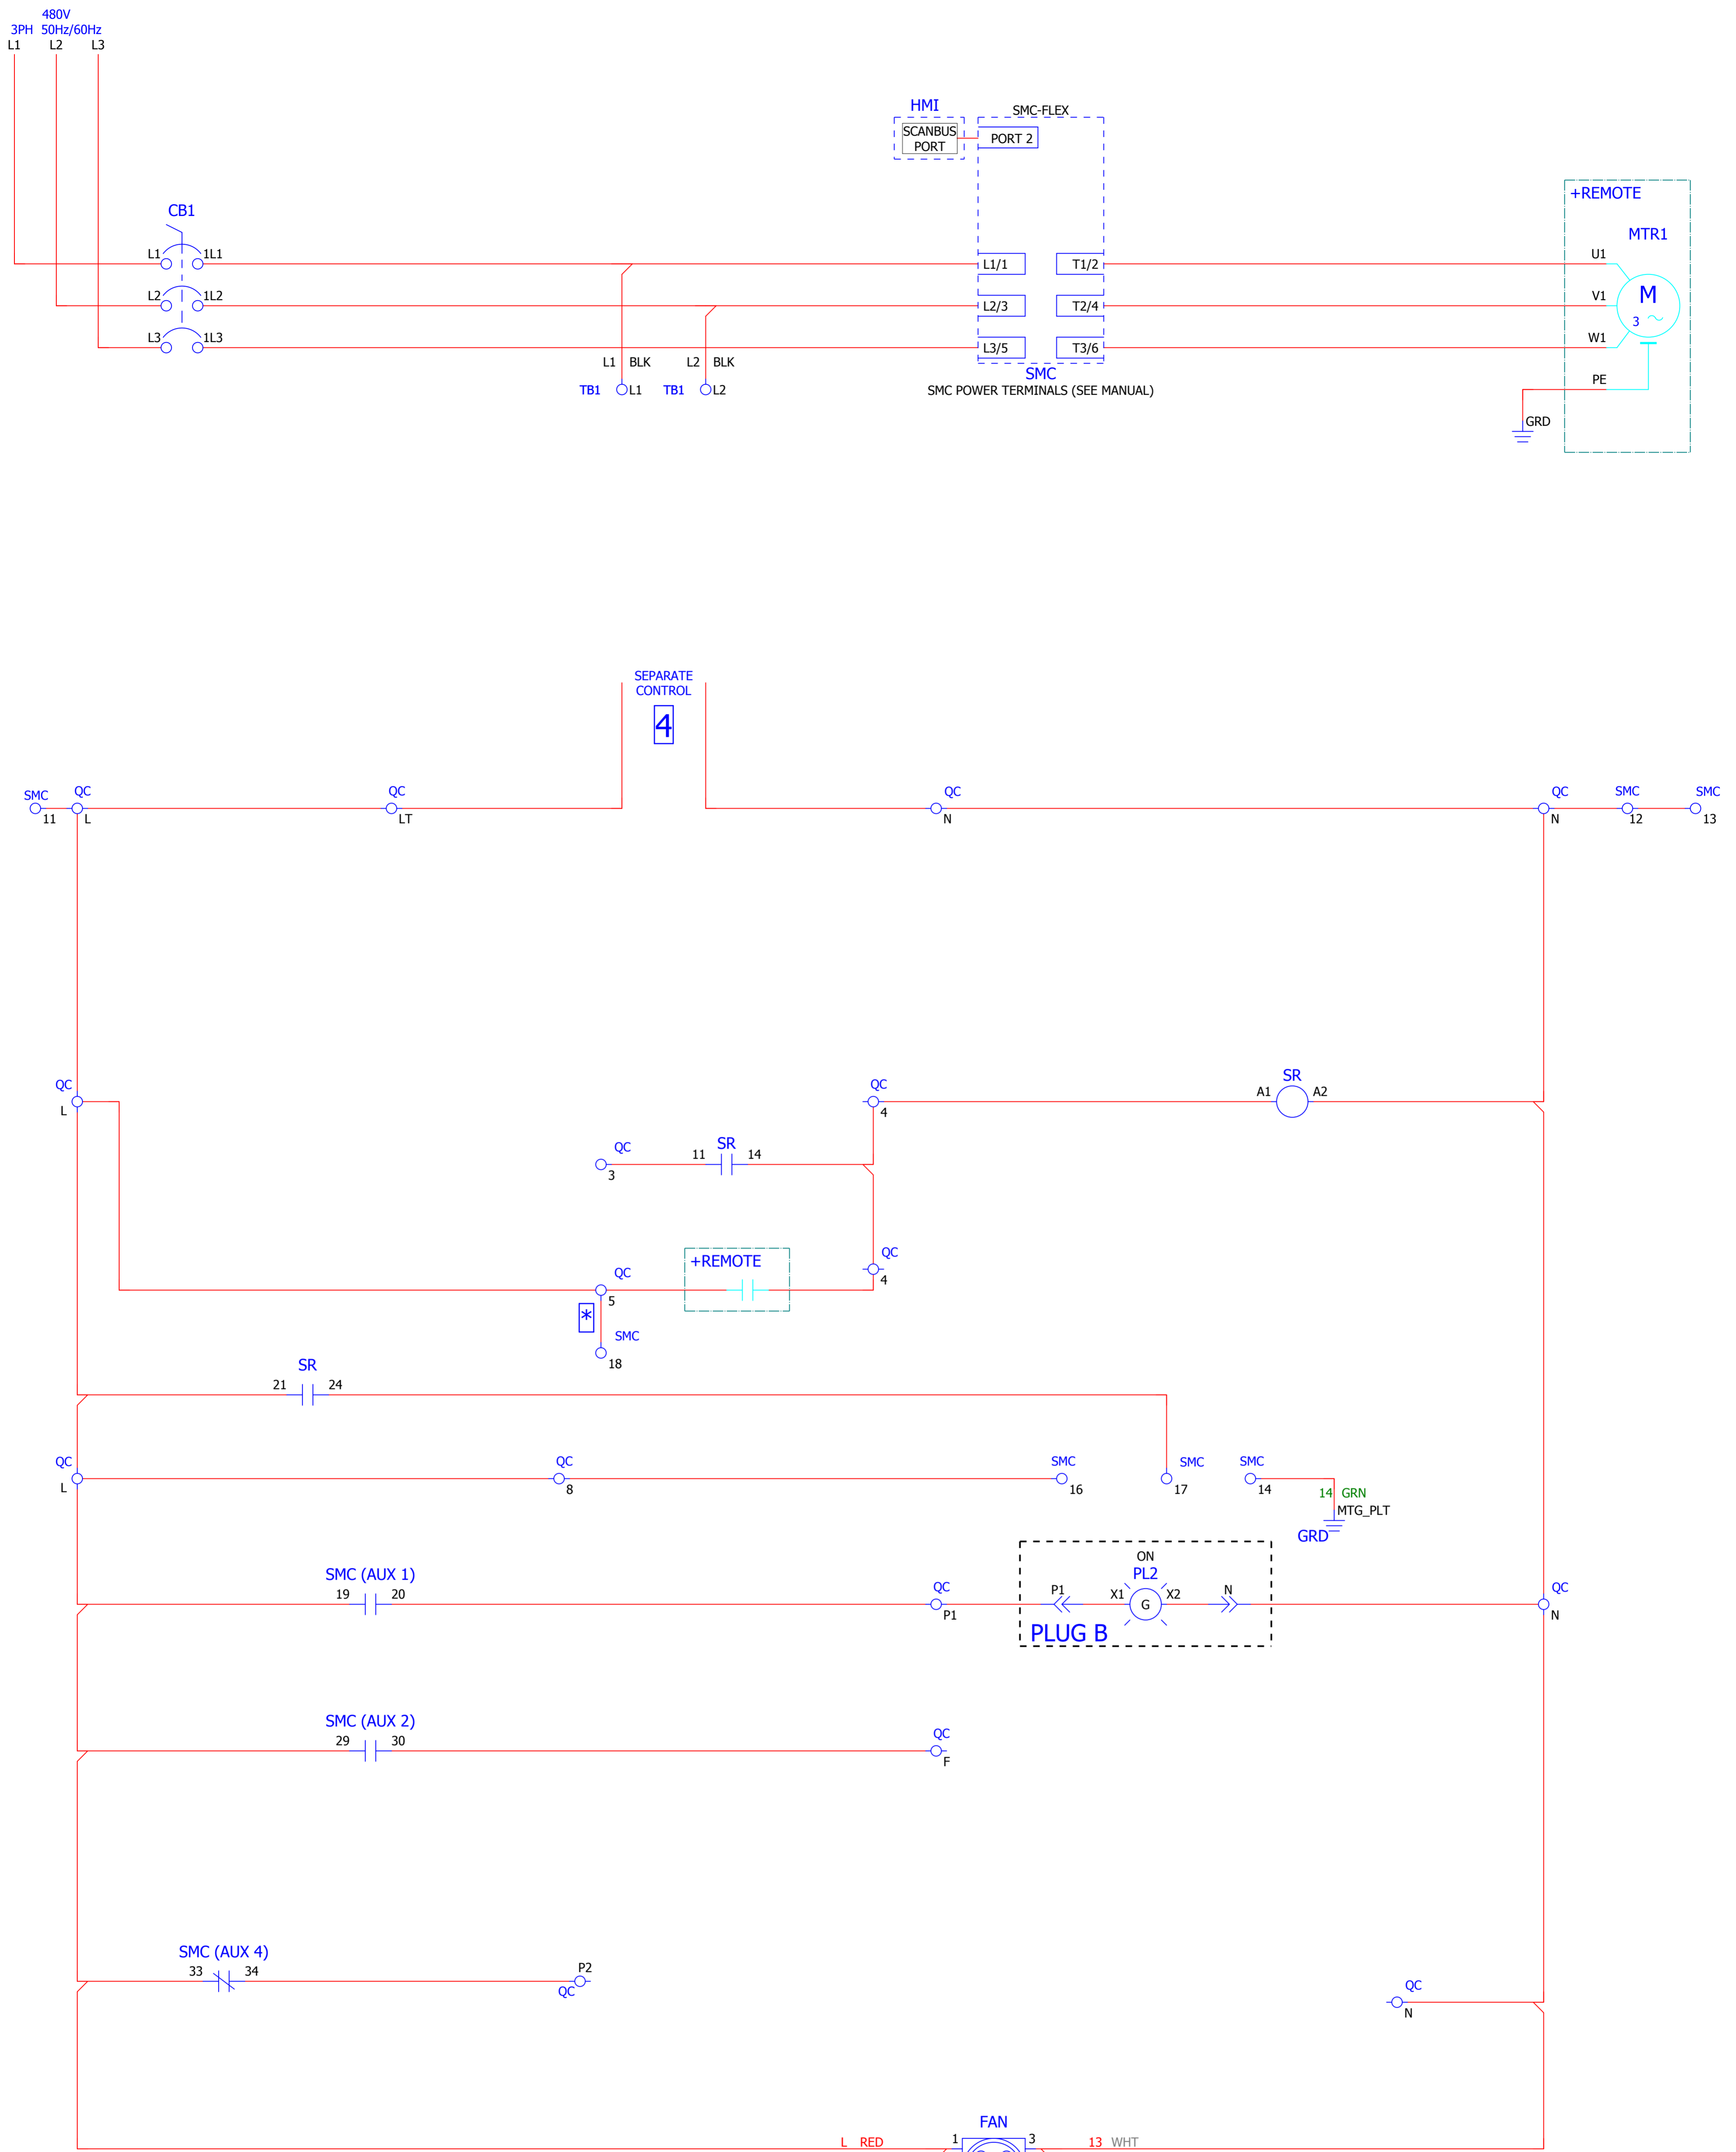 480V
3PH 50Hz/60Hz
L1 L2 L3
HMI
SMC-FLEX
SCANBUS
PORT
PORT 2
+REMOTE
MTR1
CB1
L1 1L1
L1/1 T1/2
U1
L2 1L2
L2/3 T2/4
V1
M
3
L3 1L3
L3/5 T3/6
W1
L1 BLK L2 BLK
SMC
PE
TB1 L1 TB1 L2
SMC POWER TERMINALS (SEE MANUAL)
GRD
SEPARATE
CONTROL
4
SMC QC QC QC QC SMC SMC
11 L LT N N 12 13
QC QC SR
A1 A2
L 4
QC SR
11 14
3
+REMOTE
QC QC
5 4
*
SMC
18
SR
21 24
QC QC SMC SMC SMC
L 8 16 17 14
14 GRN
MTG_PLT
GRD
ON
SMC (AUX 1) PL2
19 20 QC P1 X1 G X2 N QC
P1 N
PLUG B
SMC (AUX 2)
29 30 QC
F
SMC (AUX 4)
33 34 P2
QC
QC
N
FAN
L RED 1 3 13 WHT